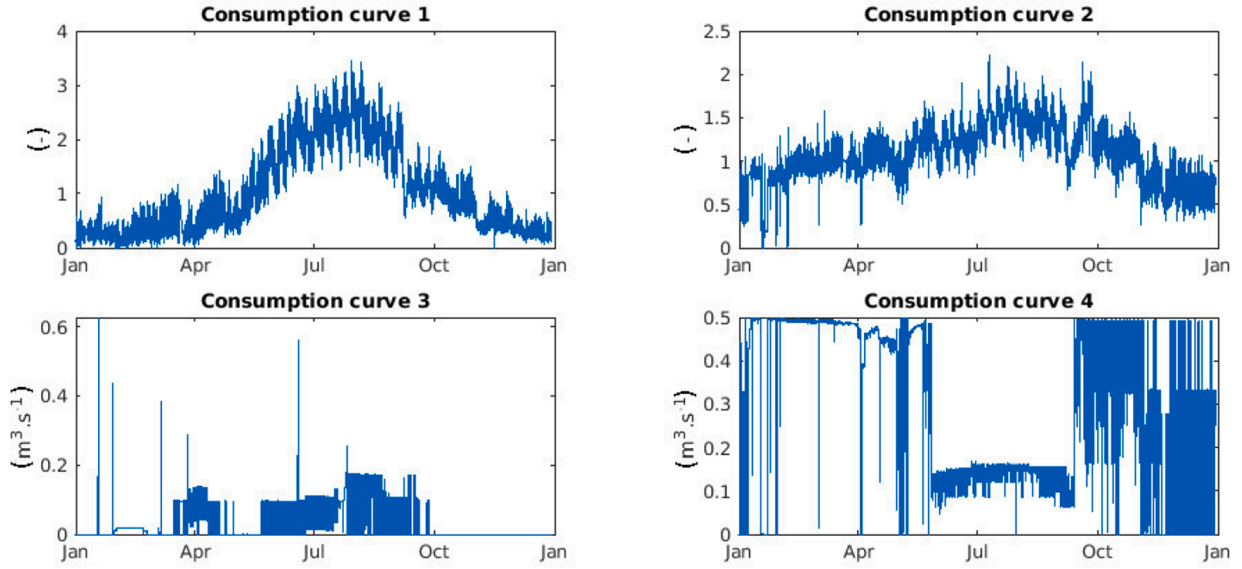 Consumption curve 1
4
3
2
1
0
(-)
Jan Apr Jul Oct Jan
Consumption curve 2
2.5
2
1.5
1
0.5
0
(-)
Jan Apr Jul Oct Jan
Consumption curve 3
0.6
0.4
0.2
0
(m³.s⁻¹)
Jan Apr Jul Oct Jan
Consumption curve 4
0.5
0.4
0.3
0.2
0.1
0
(m³.s⁻¹)
Jan Apr Jul Oct Jan